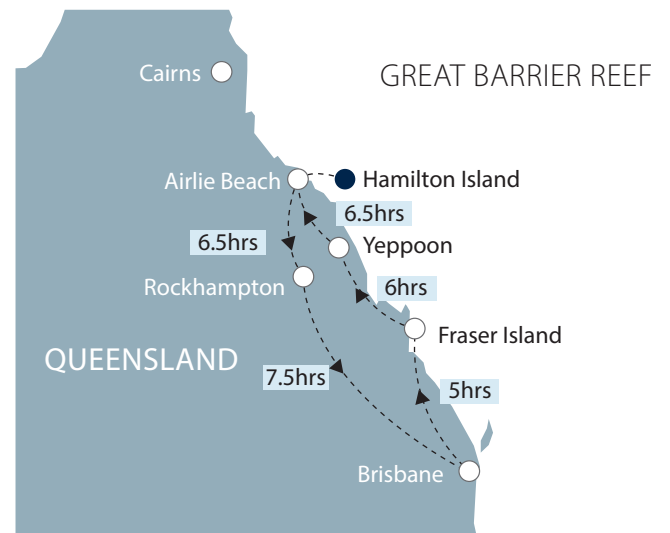 Cairns
GREAT BARRIER REEF
Airlie Beach
Hamilton Island
6.5hrs
6.5hrs
Yeppoon
Rockhampton
6hrs
Fraser Island
QUEENSLAND
7.5hrs
5hrs
Brisbane